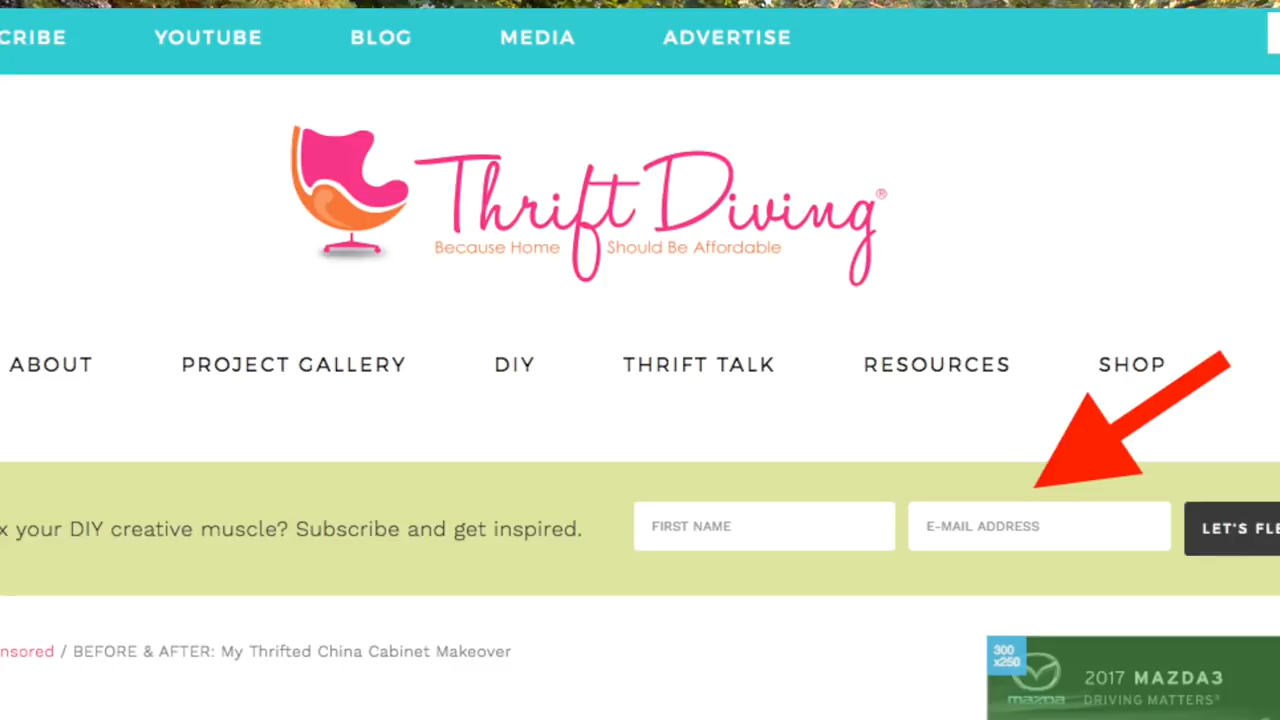 CRIBE YOUTUBE BLOG MEDIA ADVERTISE
Thrift Diving®
Because Home Should Be Affordable
ABOUT PROJECT GALLERY DIY THRIFT TALK RESOURCES SHOP
x your DIY creative muscle? Subscribe and get inspired. FIRST NAME E-MAIL ADDRESS LET'S FLE
nsored / BEFORE & AFTER: My Thrifted China Cabinet Makeover
300
x250
mazda
2017 MAZDA3
DRIVING MATTERS®